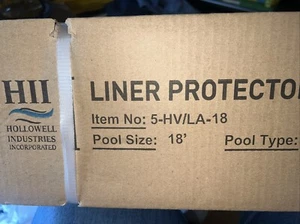 HII
HOLLOWELL
INDUSTRIES
INCORPORATED
LINER PROTECTO
Item No: 5-HV/LA-18
Pool Size: 18' Pool Type: